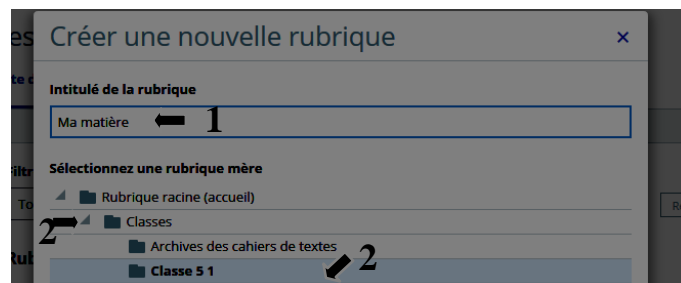 Créer une nouvelle rubrique ×
Intitulé de la rubrique
Ma matière 1
Sélectionnez une rubrique mère
Rubrique racine (accueil)
2 Classes
Archives des cahiers de textes
Classe 5 1 2